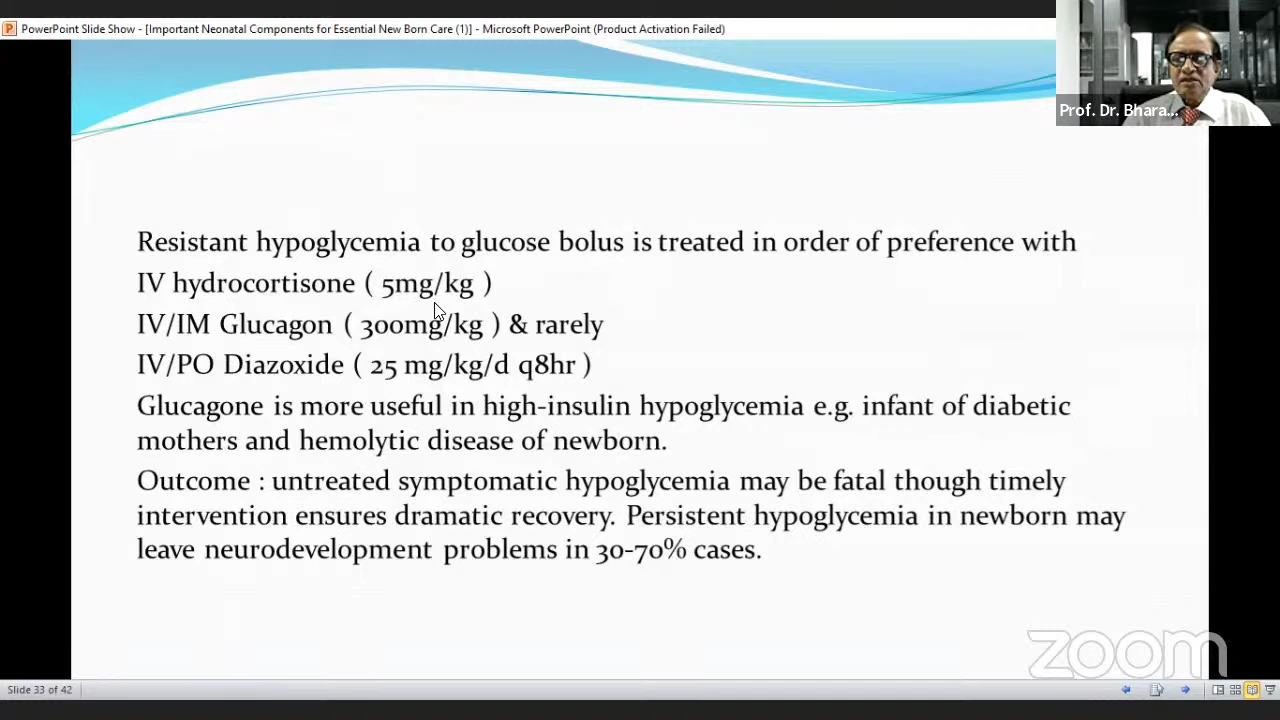 PowerPoint Slide Show - [Important Neonatal Components for Essential New Born Care (1)] - Microsoft PowerPoint (Product Activation Failed)
Prof. Dr. Bhara...
Resistant hypoglycemia to glucose bolus is treated in order of preference with
IV hydrocortisone ( 5mg/kg )
IV/IM Glucagon ( 300mg/kg ) & rarely
IV/PO Diazoxide ( 25 mg/kg/d q8hr )
Glucagone is more useful in high-insulin hypoglycemia e.g. infant of diabetic
mothers and hemolytic disease of newborn.
Outcome : untreated symptomatic hypoglycemia may be fatal though timely
intervention ensures dramatic recovery. Persistent hypoglycemia in newborn may
leave neurodevelopment problems in 30-70% cases.
zoom
Slide 33 of 42